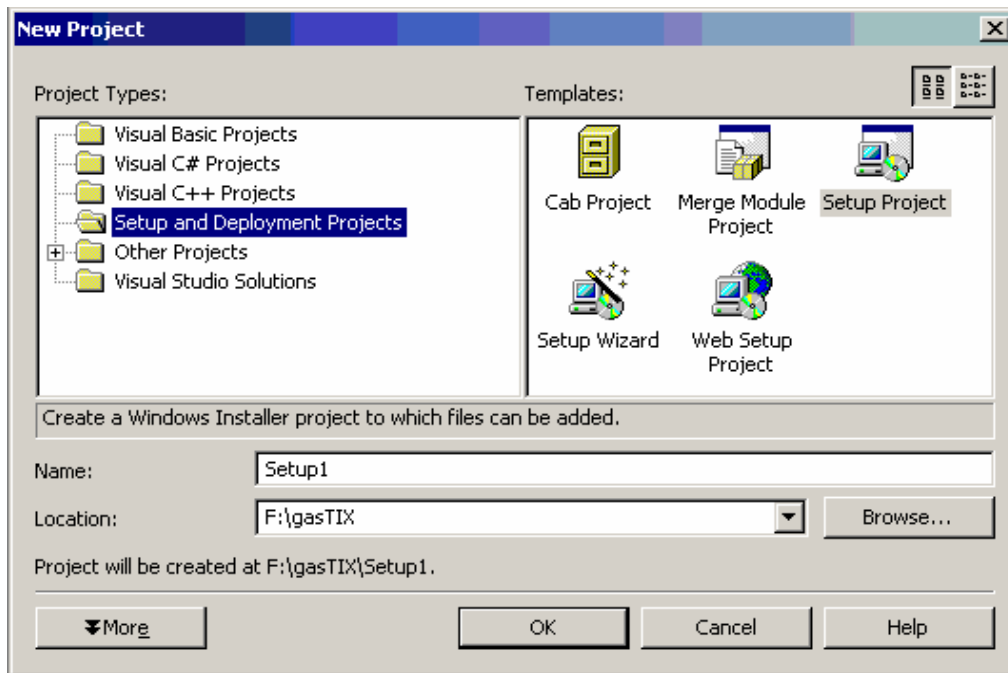 New Project
Project Types:
Templates:
Visual Basic Projects
Visual C# Projects
Visual C++ Projects
Setup and Deployment Projects
Other Projects
Visual Studio Solutions
Cab Project
Merge Module
Project
Setup Project
Setup Wizard
Web Setup
Project
Create a Windows Installer project to which files can be added.
Name:
Setup1
Location:
F:\gasTIX
Browse...
Project will be created at F:\gasTIX\Setup1.
More
OK
Cancel
Help